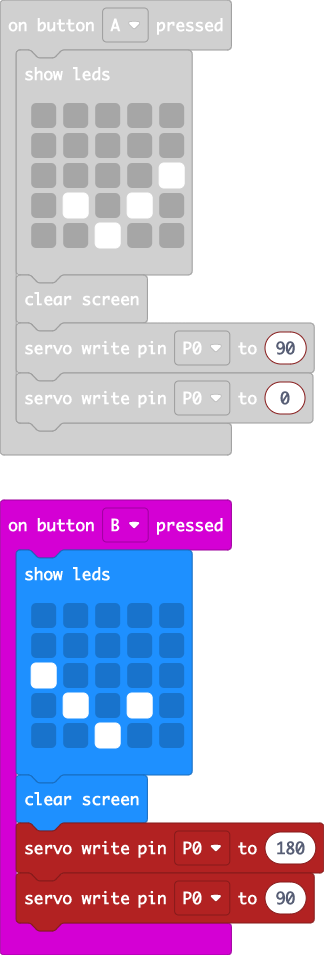 on button A pressed
show leds
clear screen
servo write pin P0 to 90
servo write pin P0 to 0
on button B pressed
show leds
clear screen
servo write pin P0 to 180
servo write pin P0 to 90